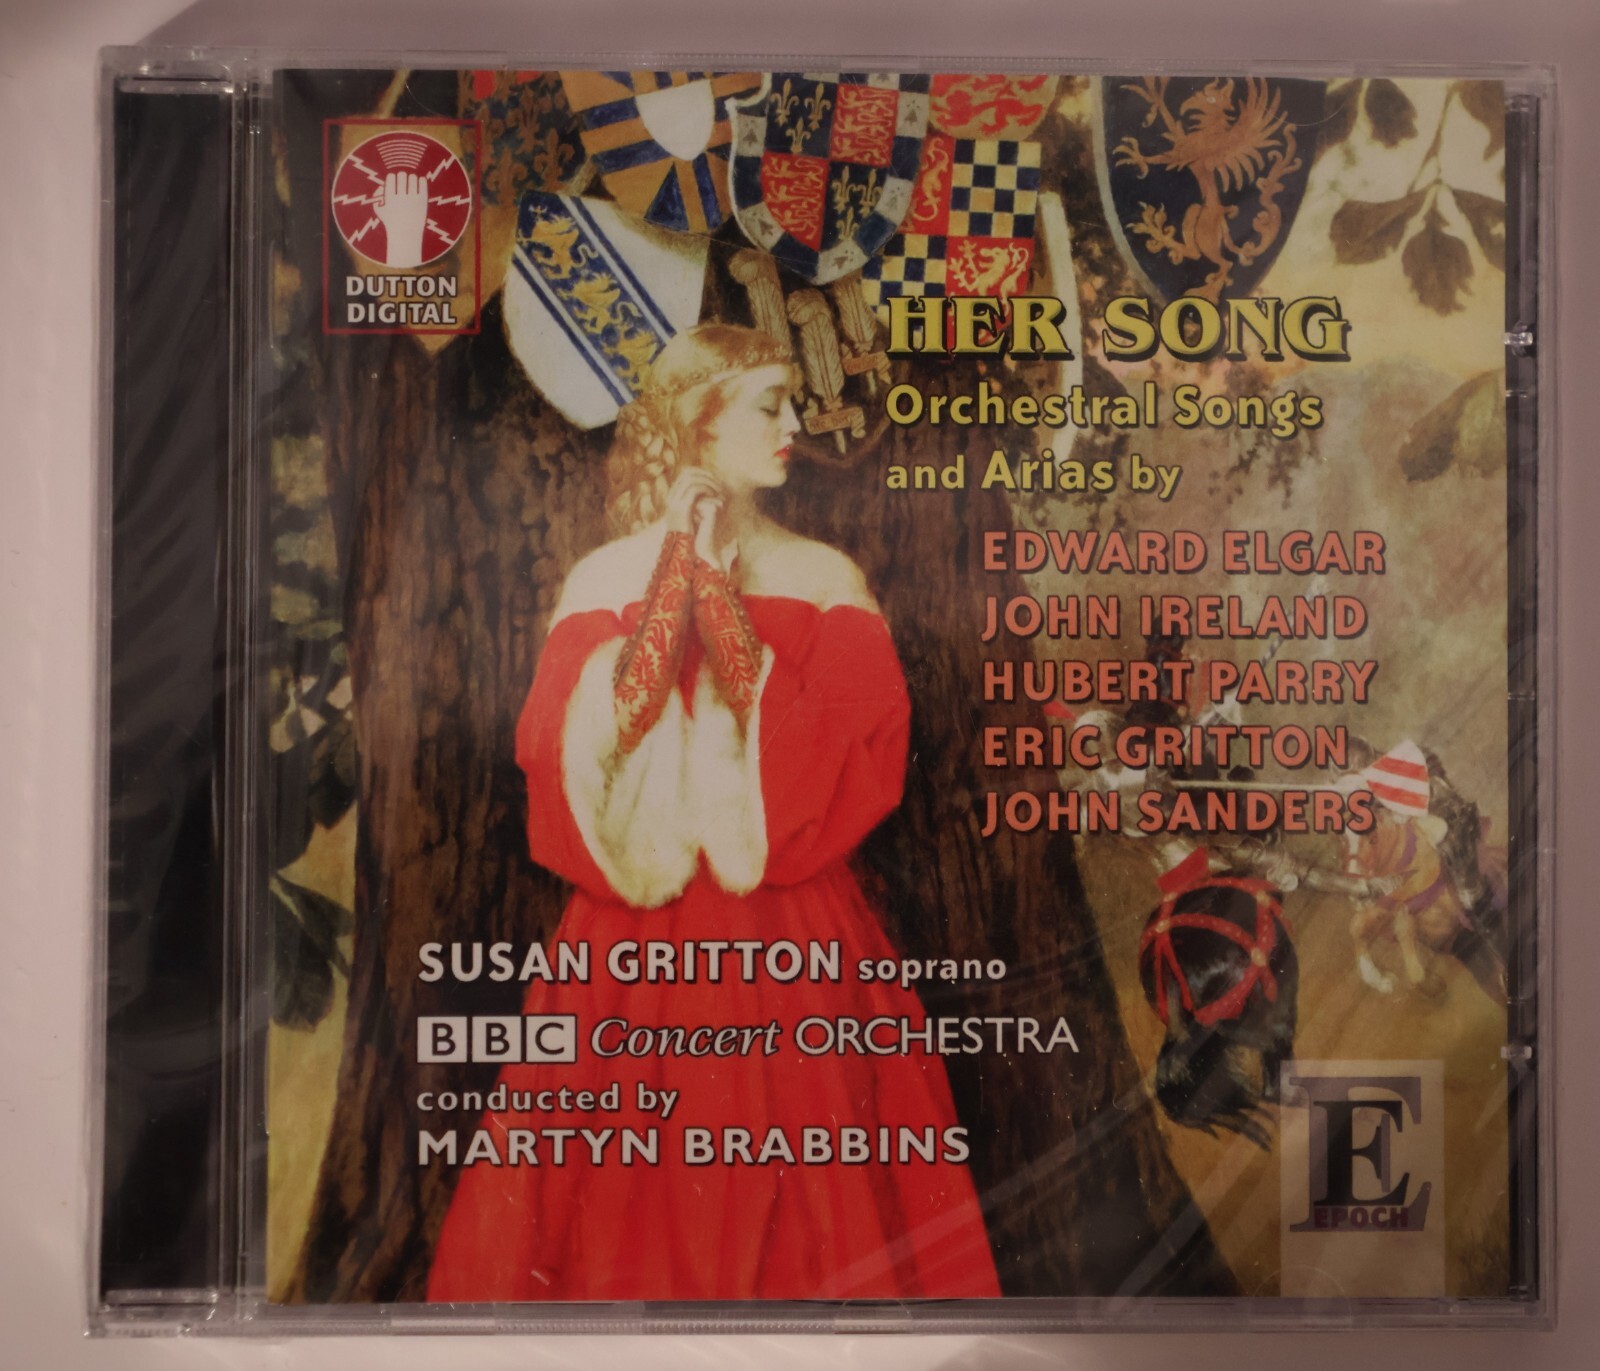 DUTTON
DIGITAL
HER SONG
Orchestral Songs
and Arias by
EDWARD ELGAR
JOHN IRELAND
HUBERT PARRY
ERIC GRITTON
JOHN SANDERS
SUSAN GRITTON soprano
BBC Concert ORCHESTRA
conducted by
MARTYN BRABBINS
E
EPOCH